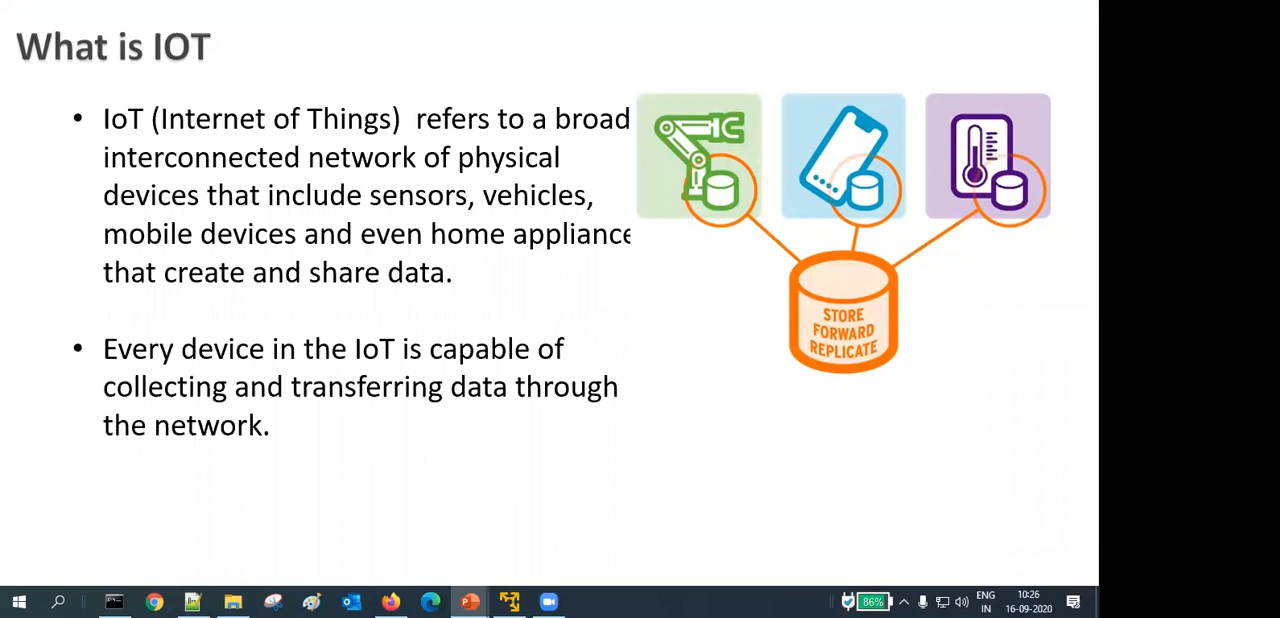 What is IOT
• IoT (Internet of Things) refers to a broad
interconnected network of physical
devices that include sensors, vehicles,
mobile devices and even home appliance
that create and share data.
• Every device in the IoT is capable of
collecting and transferring data through
the network.
STORE
FORWARD
REPLICATE
86%
ENG
IN
10:26
16-09-2020